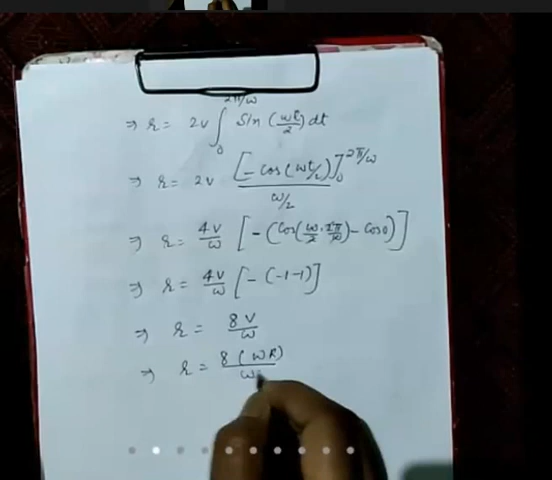 ⇒ r = 2v ∫₀^{2π/ω} Sin (ωt/2) dt
⇒ r = 2v [- cos (ωt/2)]₀^{2π/ω} / ω/2
⇒ r = 4v/ω [- (Cos(ω/2 · 2π/ω) - Cos0)]
⇒ r = 4v/ω [- (-1-1)]
⇒ r = 8v/ω
⇒ r = 8 (ωR)/ω